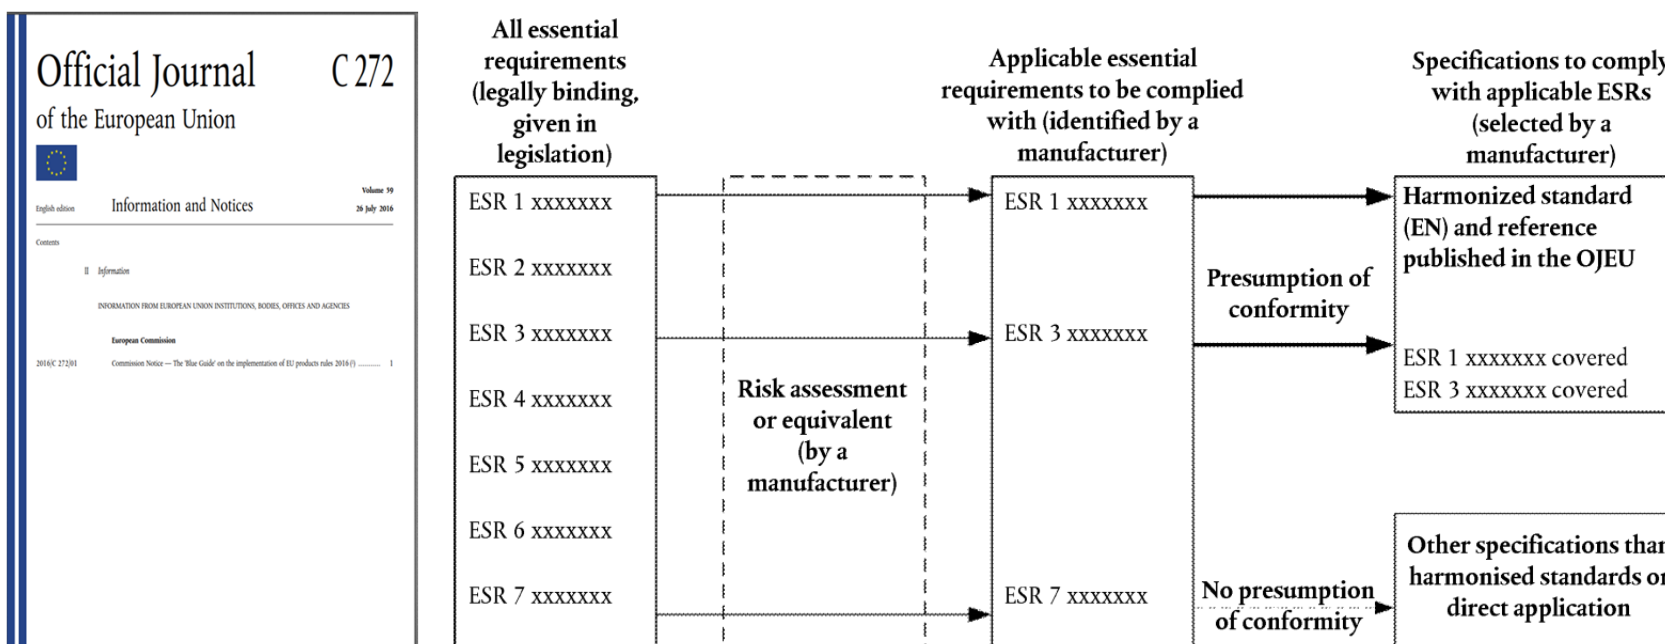 Official Journal
C 272
of the European Union
Volume 59
English edition
Information and Notices
26 July 2016
Contents
II Information
INFORMATION FROM EUROPEAN UNION INSTITUTIONS, BODIES, OFFICES AND AGENCIES
European Commission
2016/C 272/01
Commission Notice — The ‘Blue Guide’ on the implementation of EU products rules 2016 (¹) ........... 1
All essential
requirements
(legally binding,
given in
legislation)
ESR 1 xxxxxxx
ESR 2 xxxxxxx
ESR 3 xxxxxxx
ESR 4 xxxxxxx
ESR 5 xxxxxxx
ESR 6 xxxxxxx
ESR 7 xxxxxxx
Risk assessment
or equivalent
(by a
manufacturer)
Applicable essential
requirements to be complied
with (identified by a
manufacturer)
ESR 1 xxxxxxx
ESR 3 xxxxxxx
ESR 7 xxxxxxx
Presumption of
conformity
No presumption
of conformity
Specifications to comply
with applicable ESRs
(selected by a
manufacturer)
Harmonized standard
(EN) and reference
published in the OJEU
ESR 1 xxxxxxx covered
ESR 3 xxxxxxx covered
Other specifications than
harmonised standards or
direct application